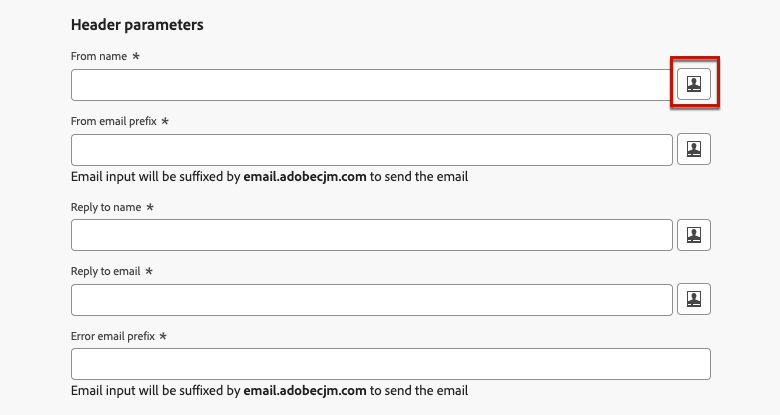 Header parameters
From name *
From email prefix *
Email input will be suffixed by email.adobecjm.com to send the email
Reply to name *
Reply to email *
Error email prefix *
Email input will be suffixed by email.adobecjm.com to send the email